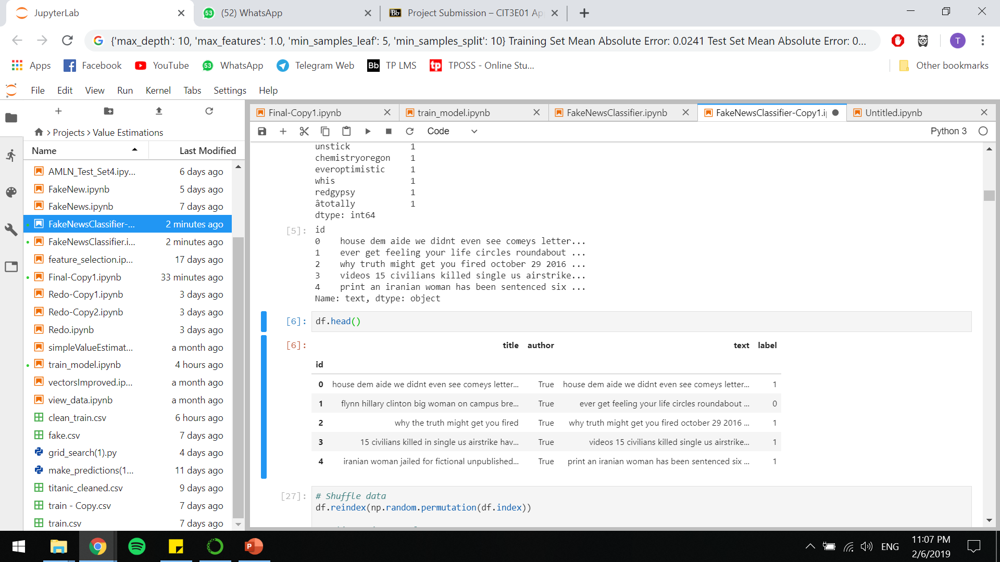 JupyterLab
53 (52) WhatsApp
Bb Project Submission – CIT3E01 Ap
{'max_depth': 10, 'max_features': 1.0, 'min_samples_leaf': 5, 'min_samples_split': 10} Training Set Mean Absolute Error: 0.0241 Test Set Mean Absolute Error: 0...
T
Apps Facebook YouTube 53 WhatsApp Telegram Web Bb TP LMS tp TPOSS - Online Stu... Other bookmarks
File Edit View Run Kernel Tabs Settings Help
Projects > Value Estimations
Name Last Modified
AMLN_Test_Set4.ipy... 6 days ago
FakeNew.ipynb 5 days ago
FakeNews.ipynb 7 days ago
FakeNewsClassifier-... 2 minutes ago
FakeNewsClassifier.i... 2 minutes ago
feature_selection.ip... 17 days ago
Final-Copy1.ipynb 33 minutes ago
Redo-Copy1.ipynb 3 days ago
Redo-Copy2.ipynb 3 days ago
Redo.ipynb 3 days ago
simpleValueEstimat... a month ago
train_model.ipynb 4 hours ago
vectorsImproved.ip... a month ago
view_data.ipynb a month ago
clean_train.csv 6 hours ago
fake.csv 7 days ago
grid_search(1).py 4 days ago
make_predictions(1... 11 days ago
titanic_cleaned.csv 9 days ago
train - Copy.csv 7 days ago
train.csv 7 days ago
Final-Copy1.ipynb train_model.ipynb FakeNewsClassifier.ipynb FakeNewsClassifier-Copy1.i Untitled.ipynb
Code Python 3
unstick 1
chemistryoregon 1
everoptimistic 1
whis 1
redgypsy 1
âtotally 1
dtype: int64
[5]: id
0 house dem aide we didnt even see comeys letter...
1 ever get feeling your life circles roundabout ...
2 why truth might get you fired october 29 2016 ...
3 videos 15 civilians killed single us airstrike...
4 print an iranian woman has been sentenced six ...
Name: text, dtype: object
[6]: df.head()
[6]: title author text label
id
0 house dem aide we didnt even see comeys letter... True house dem aide we didnt even see comeys letter... 1
1 flynn hillary clinton big woman on campus bre... True ever get feeling your life circles roundabout ... 0
2 why the truth might get you fired True why truth might get you fired october 29 2016 ... 1
3 15 civilians killed in single us airstrike hav... True videos 15 civilians killed single us airstrike... 1
4 iranian woman jailed for fictional unpublished... True print an iranian woman has been sentenced six ... 1
[27]: # Shuffle data
df.reindex(np.random.permutation(df.index))
P ENG 11:07 PM
2/6/2019